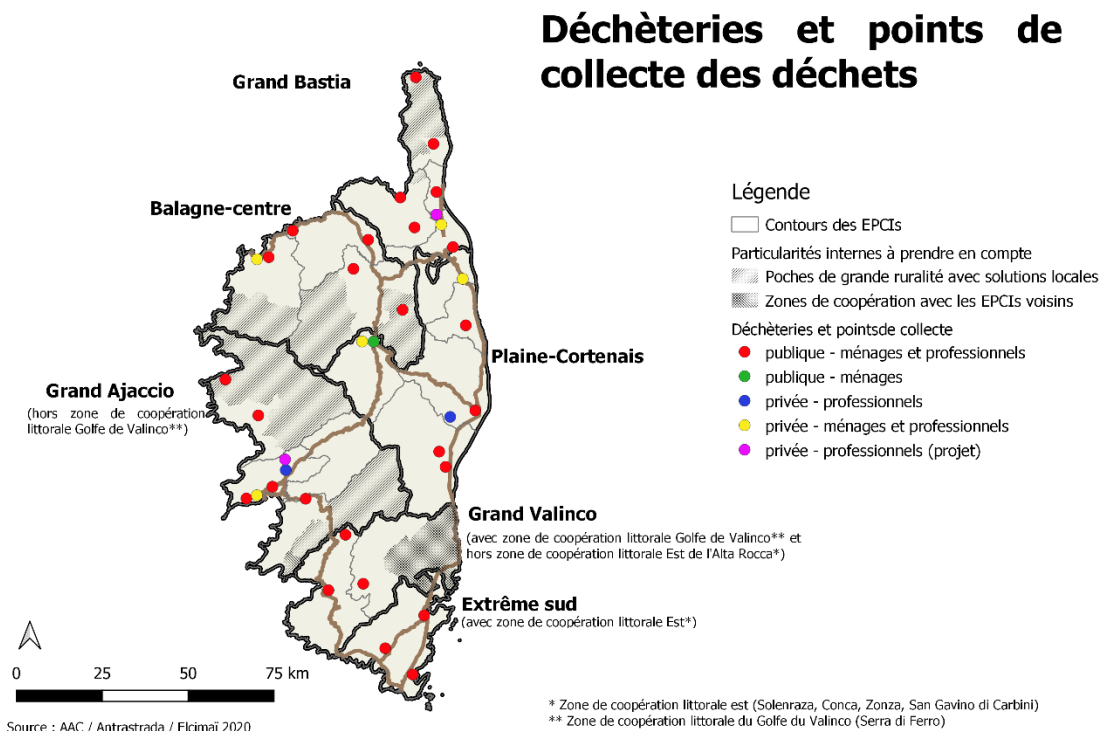 Déchèteries et points de
collecte des déchets
Grand Bastia
Balagne-centre
Plaine-Cortenais
Grand Ajaccio
(hors zone de coopération
littorale Golfe de Valinco**)
Grand Valinco
(avec zone de coopération littorale Golfe de Valinco** et
hors zone de coopération littorale Est de l'Alta Rocca*)
Extrême sud
(avec zone de coopération littorale Est*)
Légende
Contours des EPCIs
Particularités internes à prendre en compte
Poches de grande ruralité avec solutions locales
Zones de coopération avec les EPCIs voisins
Déchèteries et pointsde collecte
publique - ménages et professionnels
publique - ménages
privée - professionnels
privée - ménages et professionnels
privée - professionnels (projet)
0 25 50 75 km
Source : AAC / Antrastrada / Elcimaï 2020
* Zone de coopération littorale est (Solenraza, Conca, Zonza, San Gavino di Carbini)
** Zone de coopération littorale du Golfe du Valinco (Serra di Ferro)